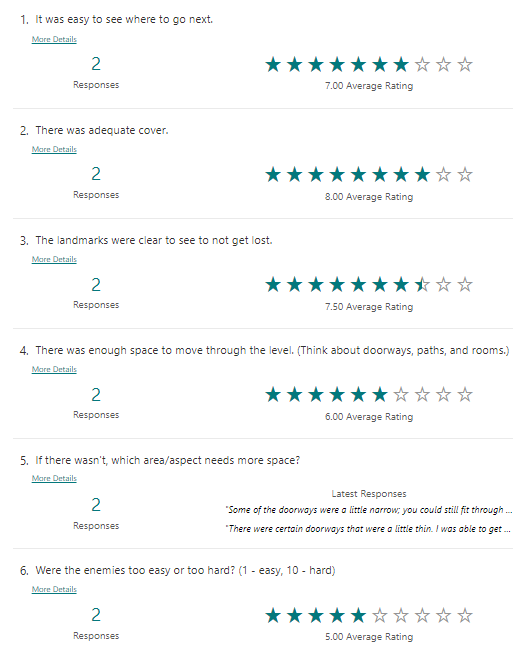 1. It was easy to see where to go next.
More Details
2
Responses
7.00 Average Rating
2. There was adequate cover.
More Details
2
Responses
8.00 Average Rating
3. The landmarks were clear to see to not get lost.
More Details
2
Responses
7.50 Average Rating
4. There was enough space to move through the level. (Think about doorways, paths, and rooms.)
More Details
2
Responses
6.00 Average Rating
5. If there wasn't, which area/aspect needs more space?
More Details
2
Responses
Latest Responses
"Some of the doorways were a little narrow; you could still fit through ...
"There were certain doorways that were a little thin. I was able to get ...
6. Were the enemies too easy or too hard? (1 - easy, 10 - hard)
More Details
2
Responses
5.00 Average Rating